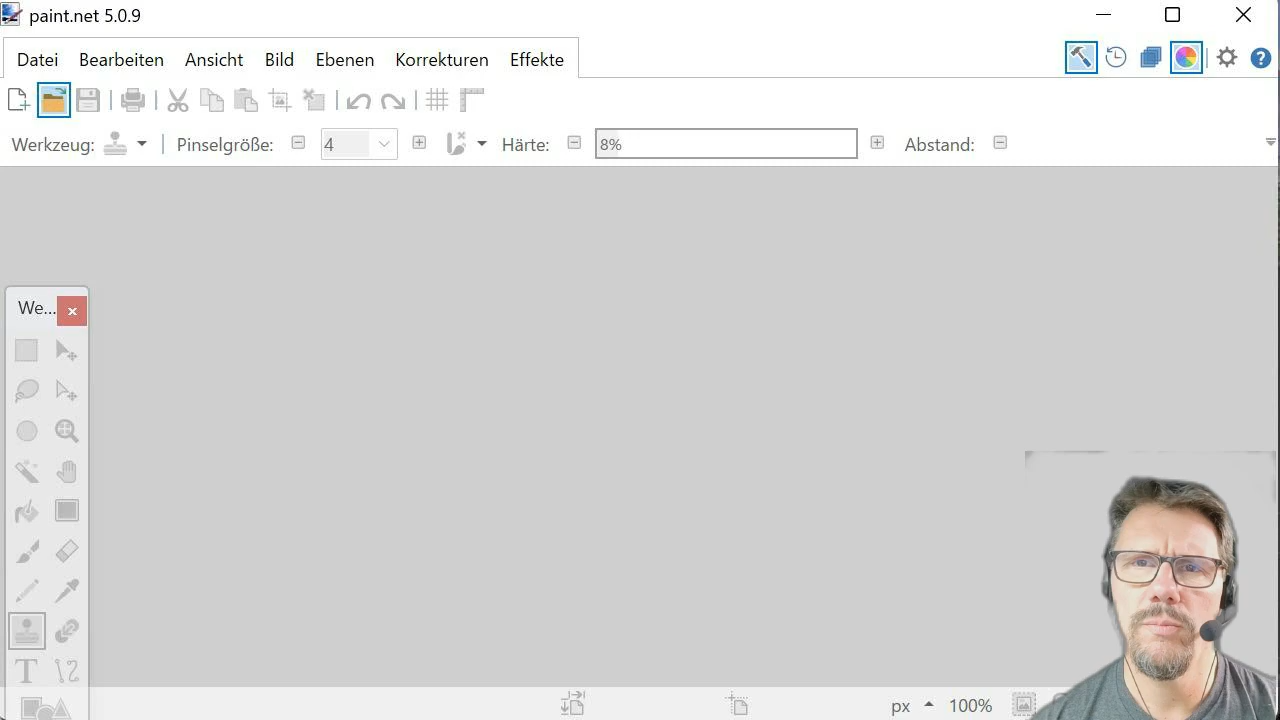 paint.net 5.0.9
Datei Bearbeiten Ansicht Bild Ebenen Korrekturen Effekte
Werkzeug: Pinselgröße: 4 Härte: 8% Abstand:
We...
px 100%